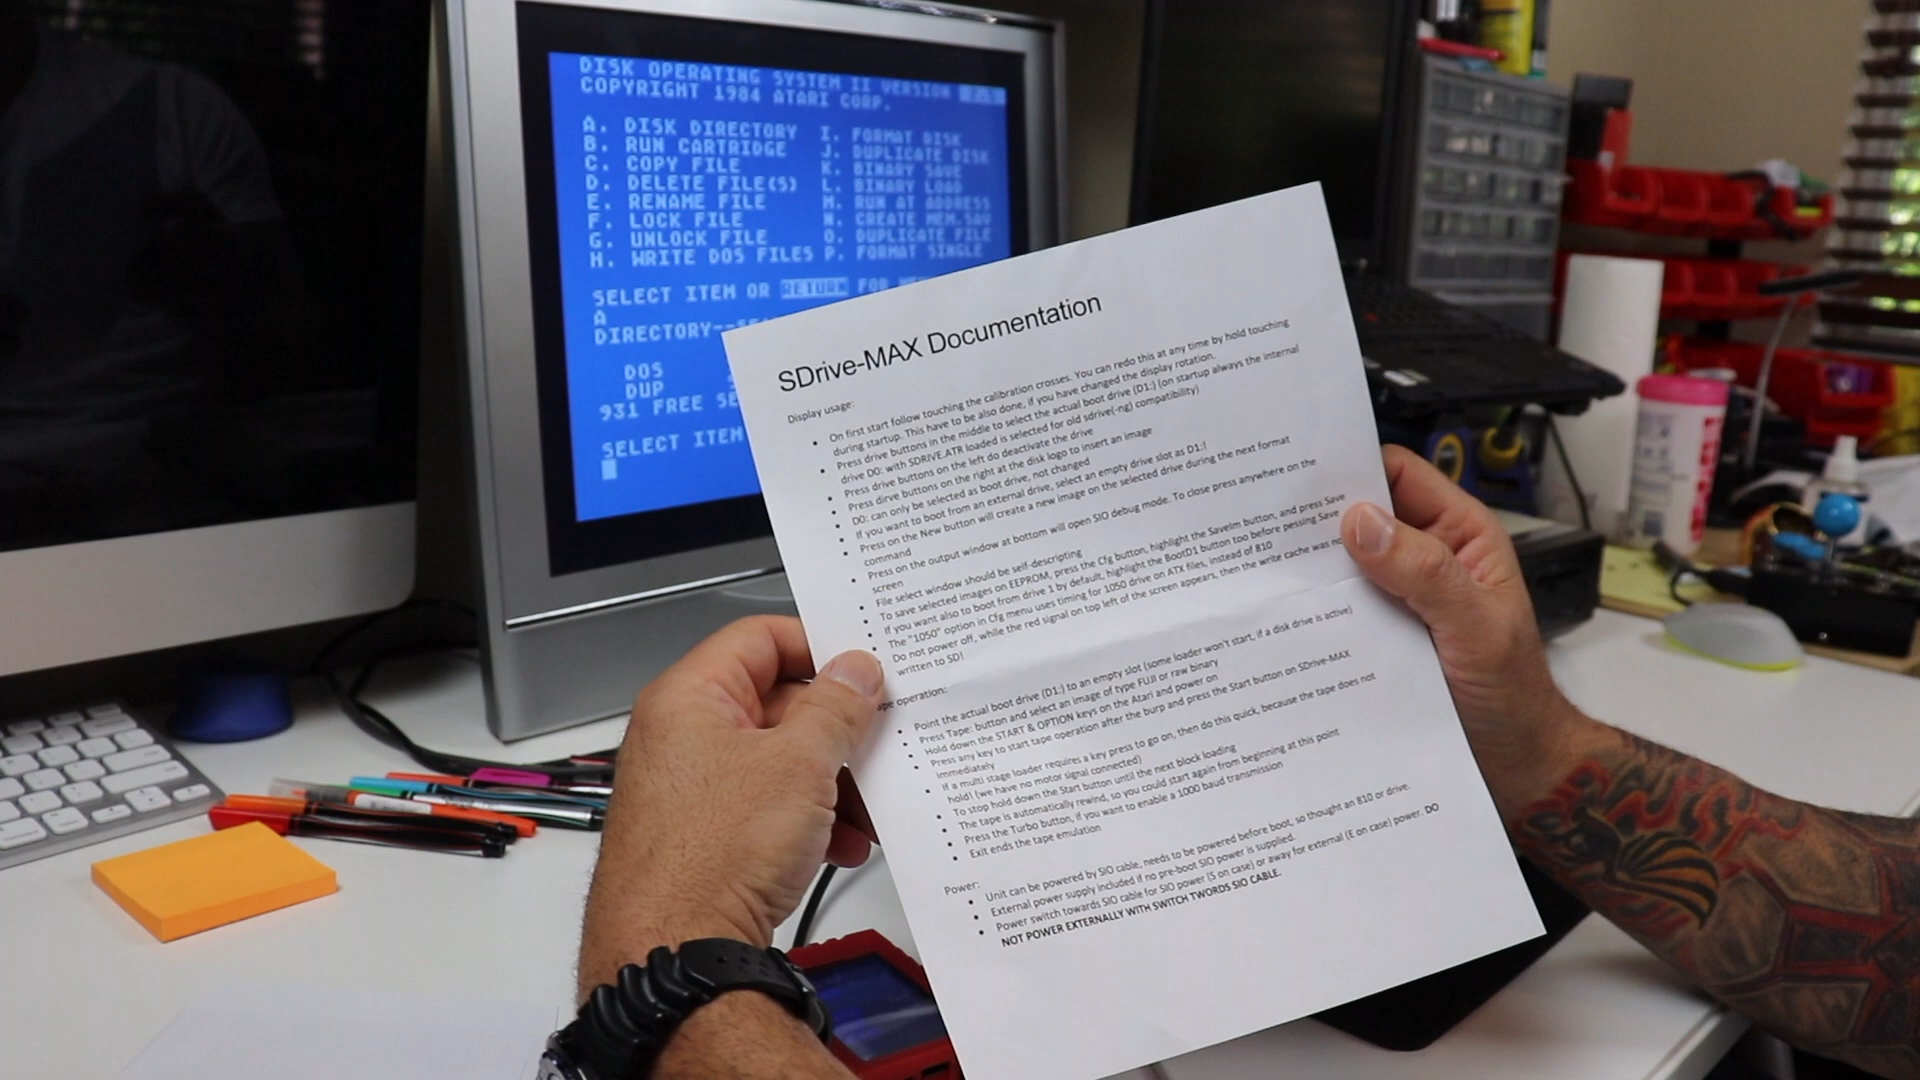 DISK OPERATING SYSTEM II VERSION
COPYRIGHT 1984 ATARI CORP.
A. DISK DIRECTORY I. FORMAT DISK
B. RUN CARTRIDGE J. DUPLICATE DISK
C. COPY FILE K. BINARY SAVE
D. DELETE FILE(S) L. BINARY LOAD
E. RENAME FILE M. RUN AT ADDRESS
F. LOCK FILE N. CREATE MEM.SAV
G. UNLOCK FILE O. DUPLICATE FILE
H. WRITE DOS FILES P. FORMAT SINGLE
SELECT ITEM OR RETURN FOR
A
DIRECTORY--
DOS
DUP
931 FREE SE
SELECT ITEM
SDrive-MAX Documentation
Display usage:
• On first start follow touching the calibration crosses. You can redo this at any time by hold touching
during startup. This have to be also done, if you have changed the display rotation.
• Press drive buttons in the middle to select the actual boot drive (D1:) (on startup always the internal
drive D0: with SDRIVE.ATR loaded is selected for old sdrive(-ng) compatibility)
• Press drive buttons on the left do deactivate the drive
• Press dirve buttons on the right at the disk logo to insert an image
• D0: can only be selected as boot drive, not changed
• If you want to boot from an external drive, select an empty drive slot as D1:!
• Press on the New button will create a new image on the selected drive during the next format
command
• Press on the output window at bottom will open SIO debug mode. To close press anywhere on the
screen
• File select window should be self-descripting
• To save selected images on EEPROM, press the Cfg button, highlight the SaveIm button, and press Save
• If you want also to boot from drive 1 by default, highlight the BootD1 button too before pessing Save
• The "1050" option in Cfg menu uses timing for 1050 drive on ATX files, instead of 810
• Do not power off, while the red signal on top left of the screen appears, then the write cache was no
written to SD!
ape operation:
• Point the actual boot drive (D1:) to an empty slot (some loader won't start, if a disk drive is active)
• Press Tape: button and select an image of type FUJI or raw binary
• Hold down the START & OPTION keys on the Atari and power on
• Press any key to start tape operation after the burp and press the Start button on SDrive-MAX
immediately
• If a multi stage loader requires a key press to go on, then do this quick, because the tape does not
hold! (we have no motor signal connected)
• To stop hold down the Start button until the next block loading
• The tape is automatically rewind, so you could start again from beginning at this point
• Press the Turbo button, if you want to enable a 1000 baud transmission
• Exit ends the tape emulation
Power:
• Unit can be powered by SIO cable, needs to be powered before boot, so thought an 810 or drive.
• External power supply included if no pre-boot SIO power is supplied.
• Power switch towards SIO cable for SIO power (S on case) or away for external (E on case) power. DO
NOT POWER EXTERNALLY WITH SWITCH TWORDS SIO CABLE.